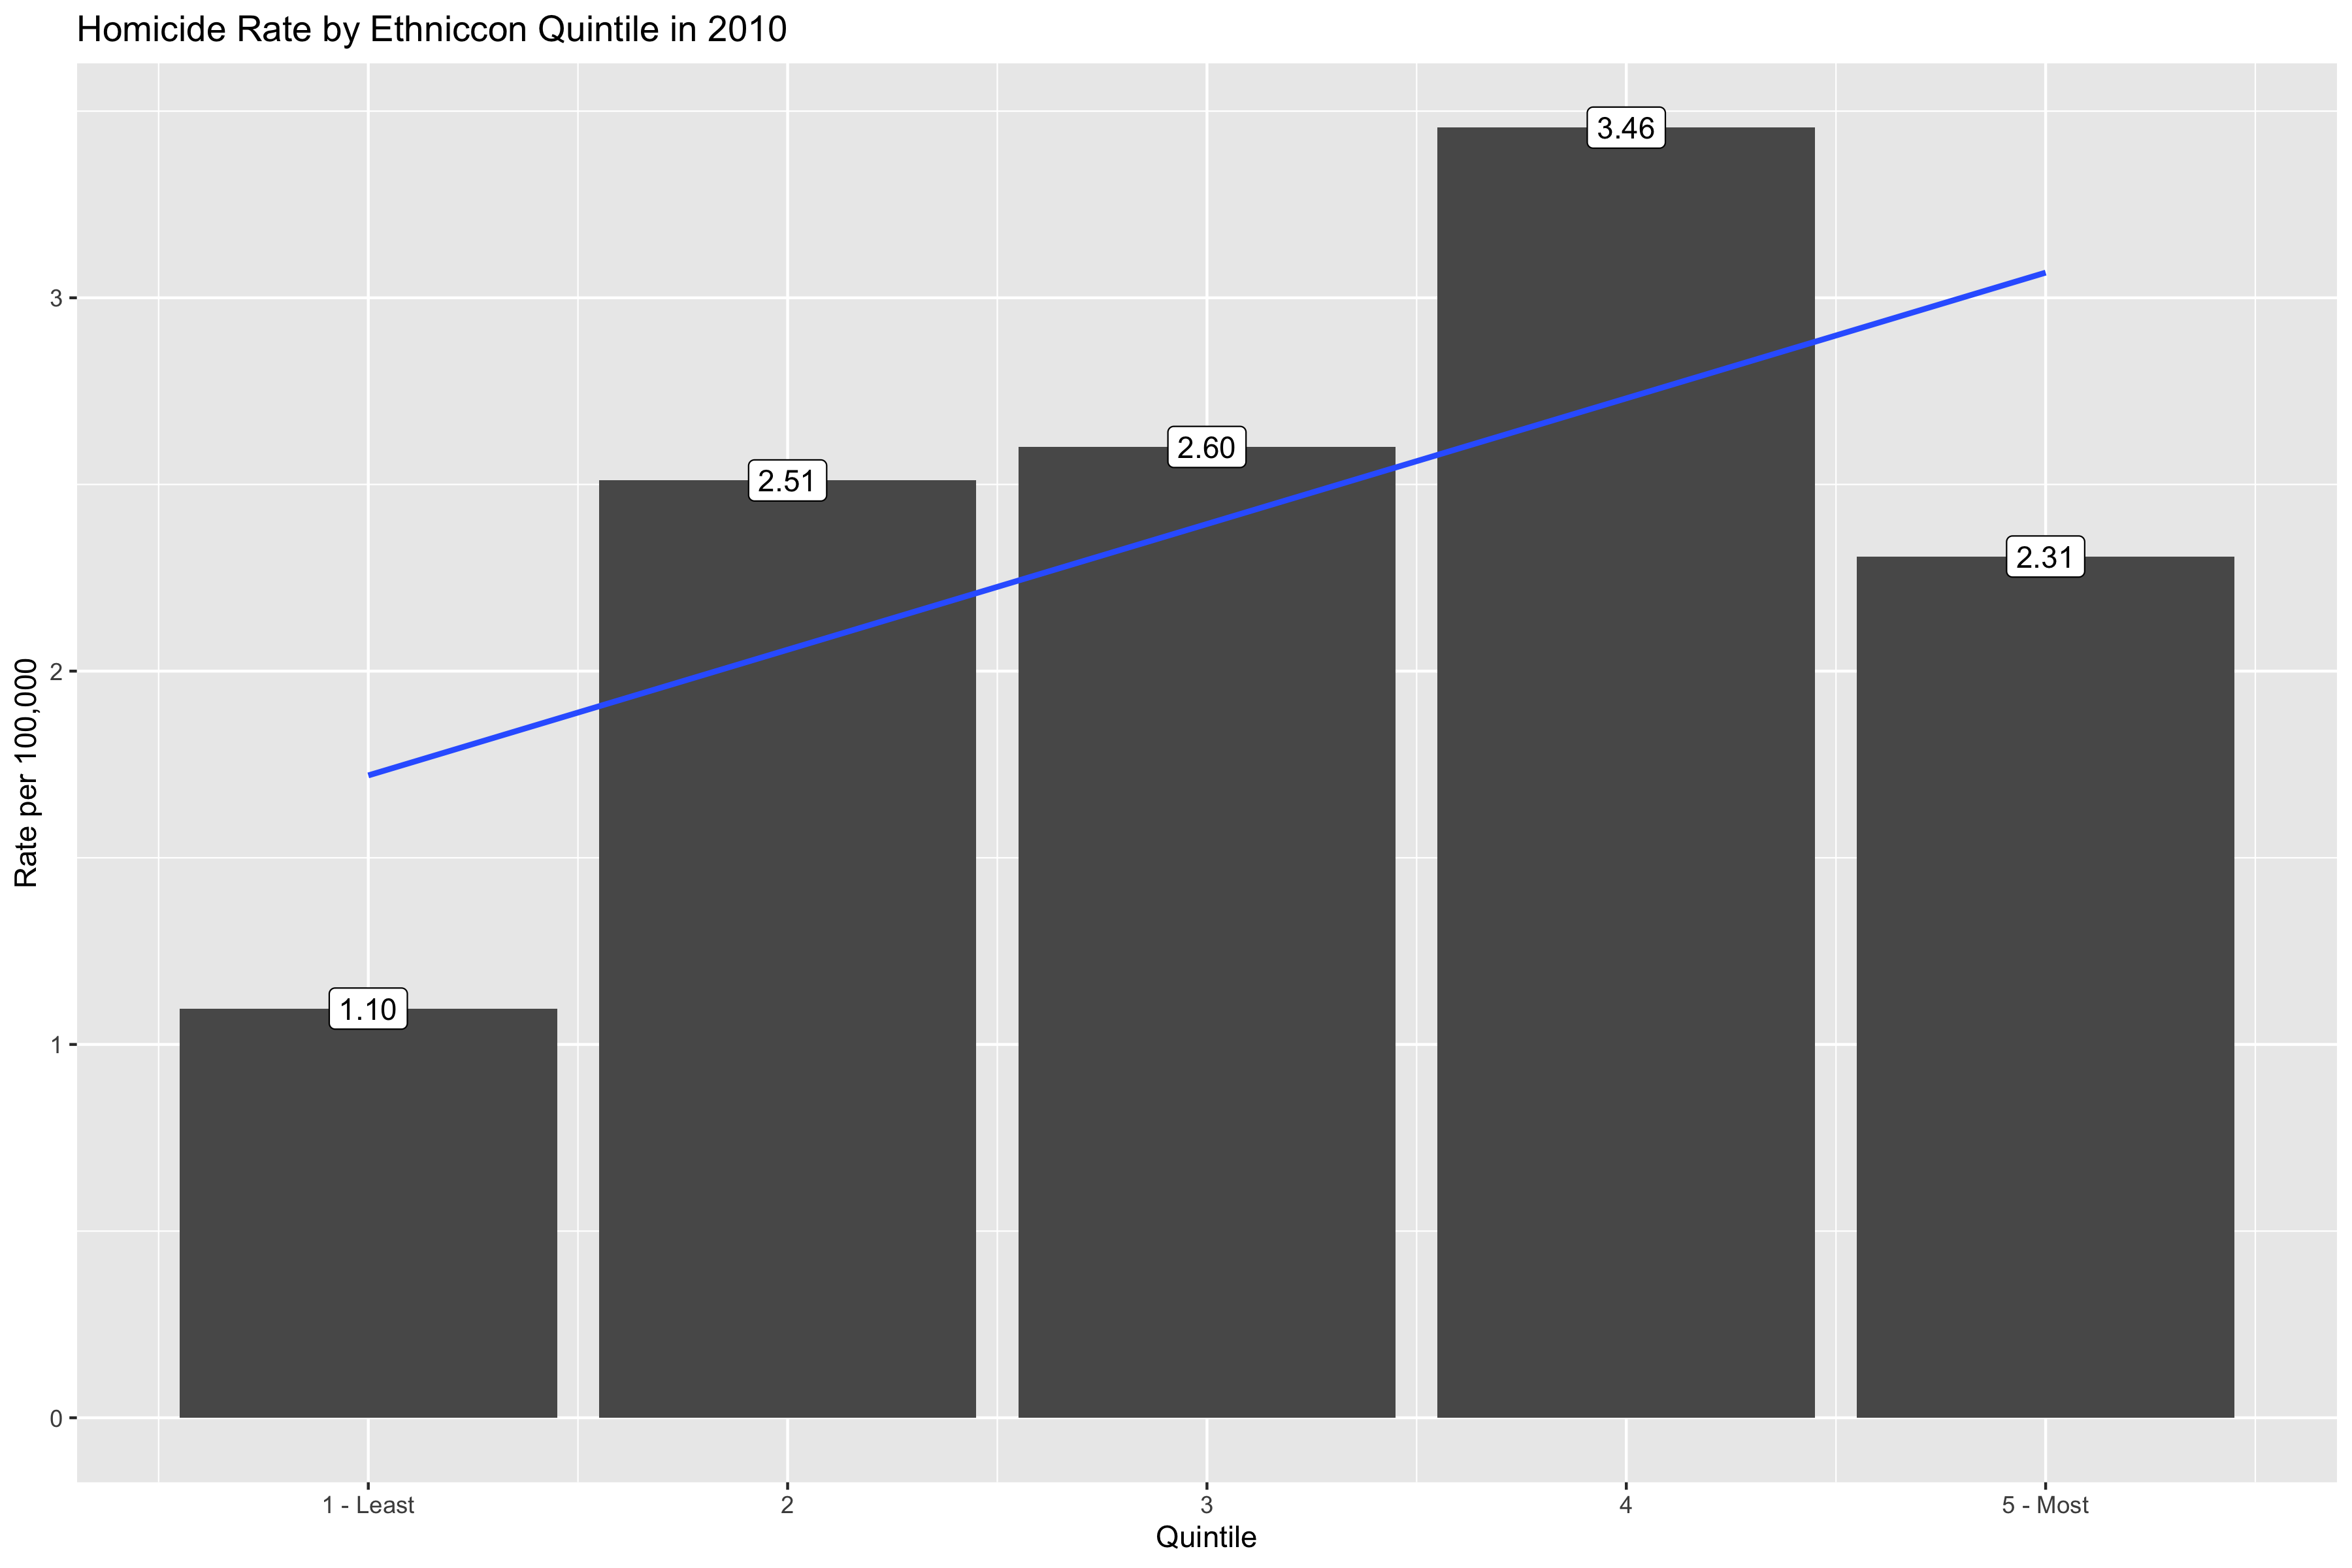 Homicide Rate by Ethniccon Quintile in 2010
Rate per 100,000
3
2
1
0
1.10
2.51
2.60
3.46
2.31
1 - Least
2
3
4
5 - Most
Quintile